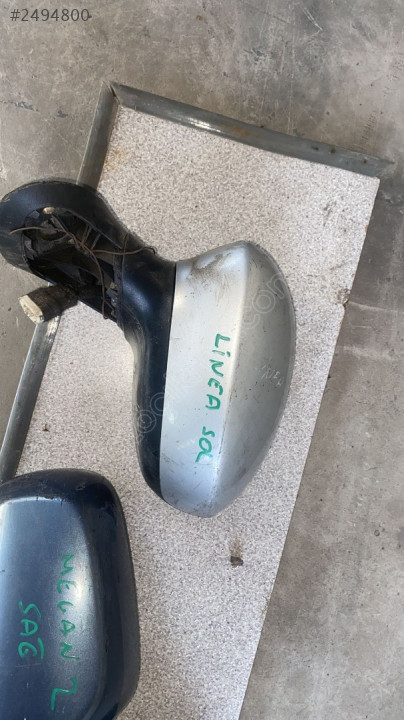 #2494800
LİNEA SOL
MEGAN 2
SAĞ